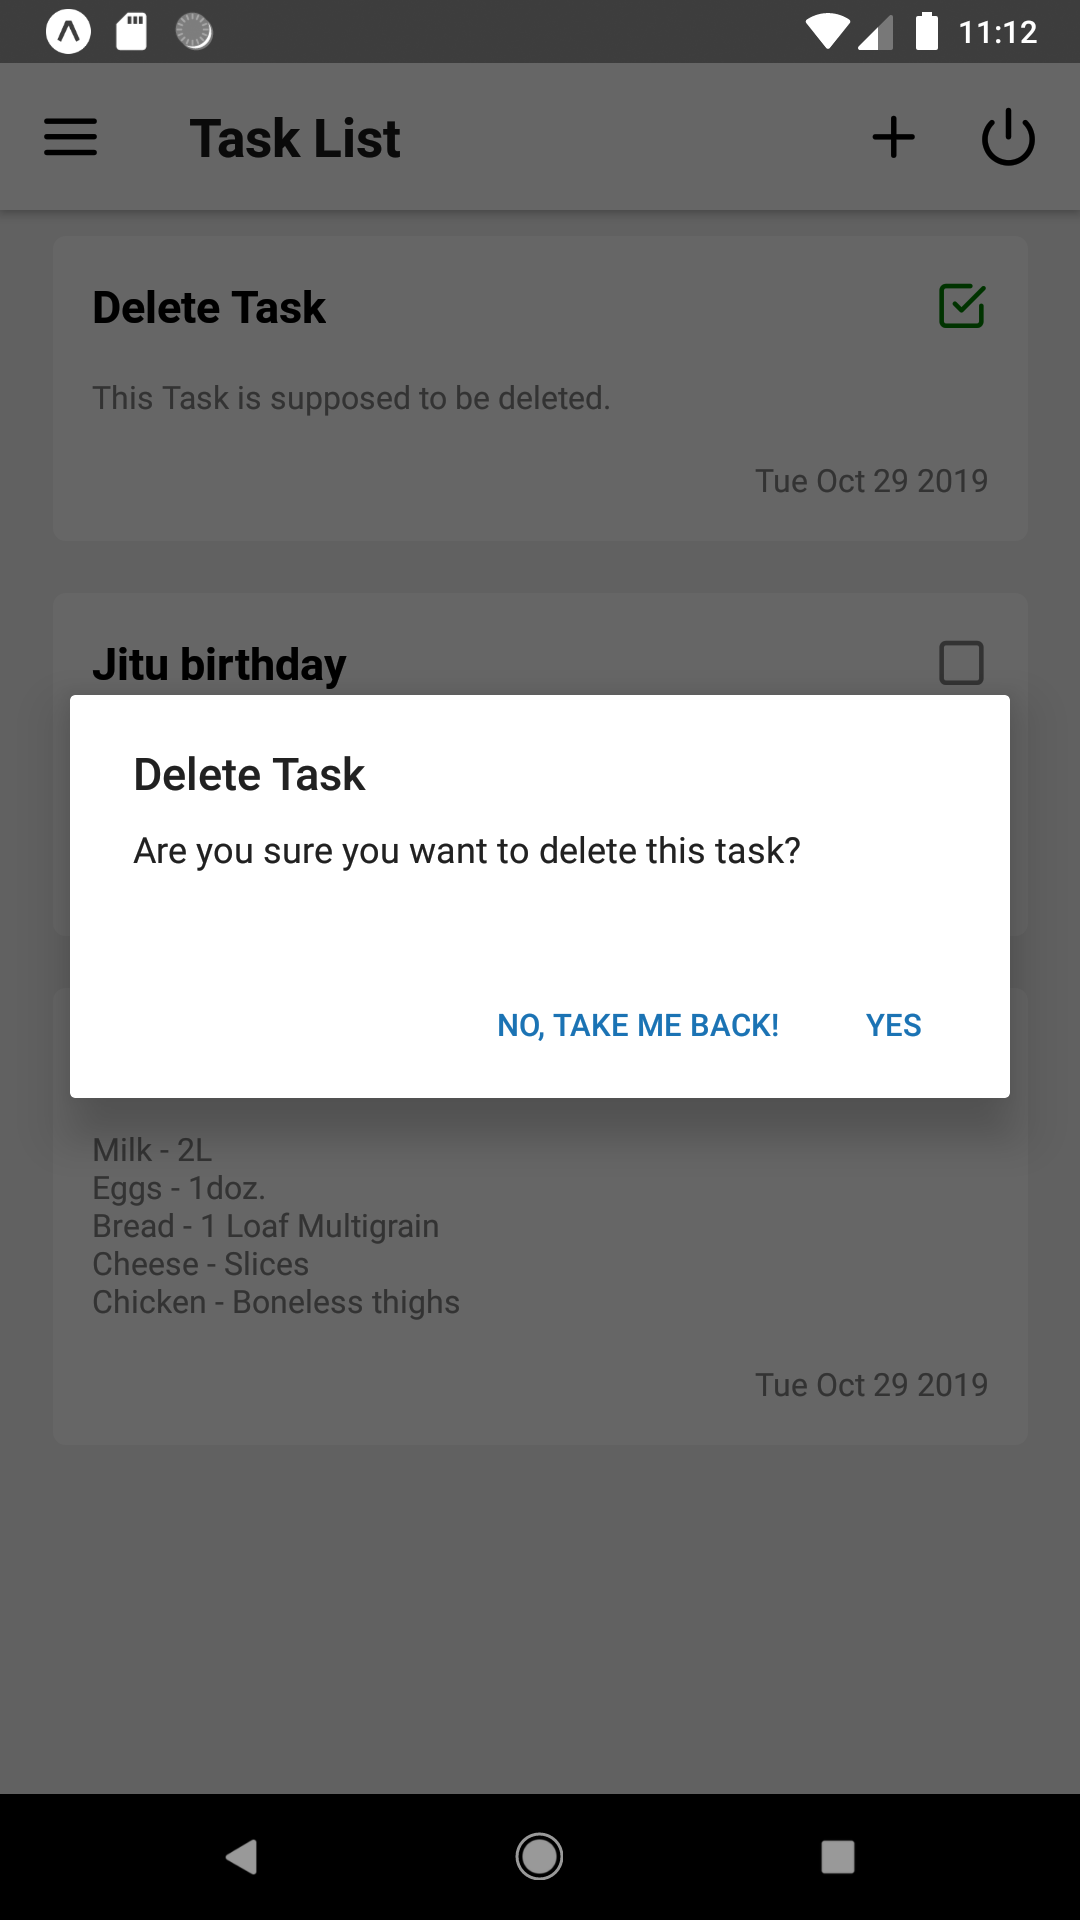 11:12
Task List
Delete Task
This Task is supposed to be deleted.
Tue Oct 29 2019
Jitu birthday
Delete Task
Are you sure you want to delete this task?
NO, TAKE ME BACK!
YES
Milk - 2L
Eggs - 1doz.
Bread - 1 Loaf Multigrain
Cheese - Slices
Chicken - Boneless thighs
Tue Oct 29 2019